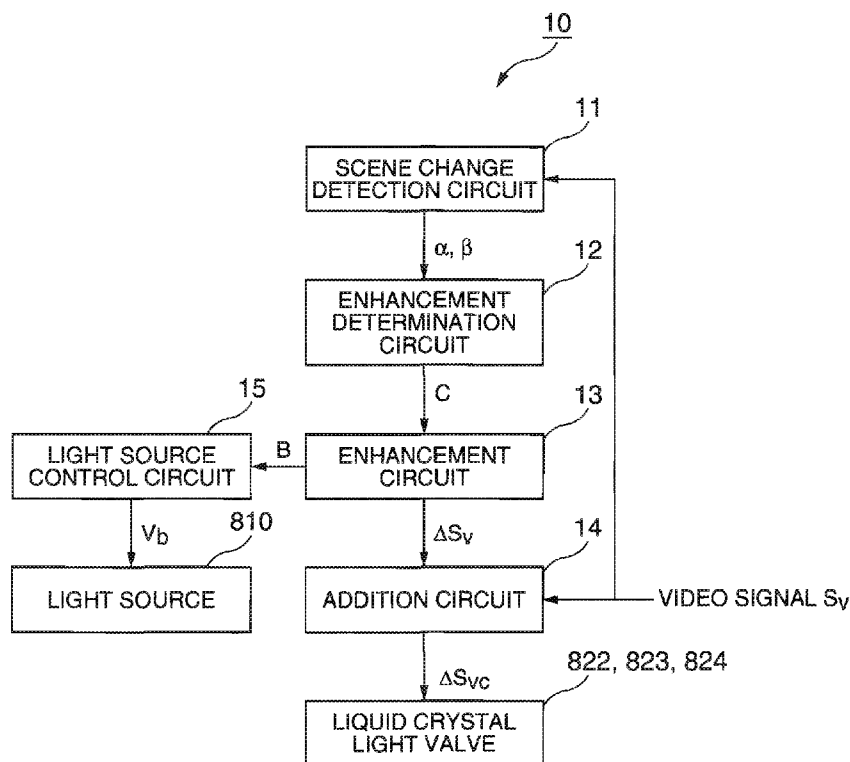 10
11
SCENE CHANGE
DETECTION CIRCUIT
α, β
12
ENHANCEMENT
DETERMINATION
CIRCUIT
C
15
13
LIGHT SOURCE
CONTROL CIRCUIT
B
ENHANCEMENT
CIRCUIT
Vb
810
ΔSv
14
LIGHT SOURCE
ADDITION CIRCUIT
VIDEO SIGNAL Sv
ΔSvc
822, 823, 824
LIQUID CRYSTAL
LIGHT VALVE